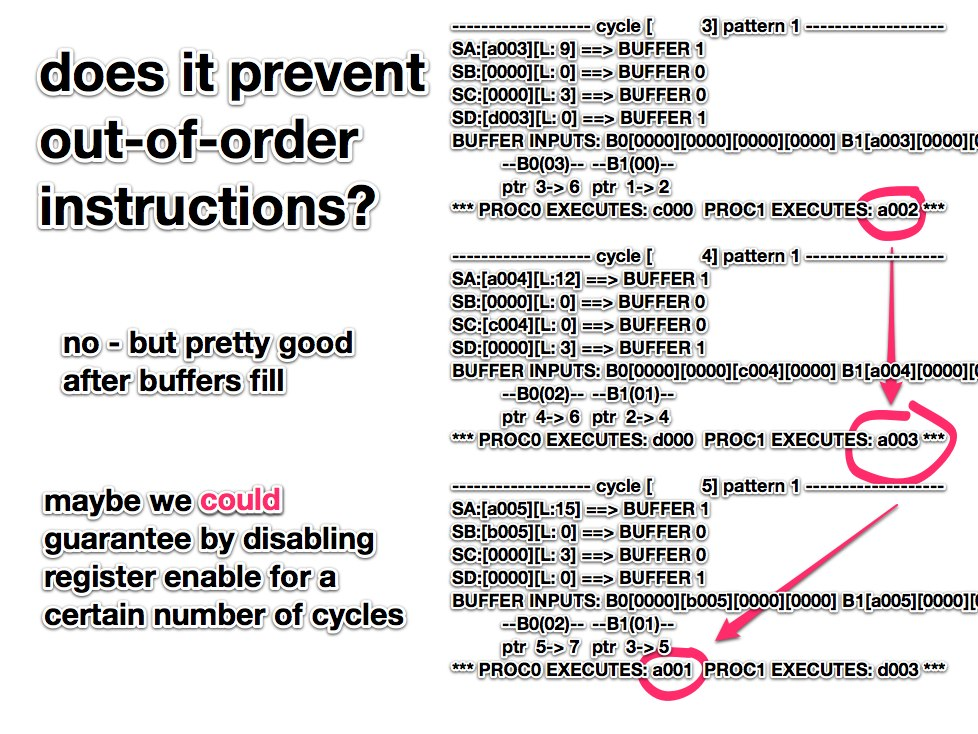 does it prevent
out-of-order
instructions?
no - but pretty good
after buffers fill
maybe we could
guarantee by disabling
register enable for a
certain number of cycles
------------------- cycle [ 3] pattern 1 -------------------
SA:[a003][L: 9] ==> BUFFER 1
SB:[0000][L: 0] ==> BUFFER 0
SC:[0000][L: 3] ==> BUFFER 0
SD:[d003][L: 0] ==> BUFFER 1
BUFFER INPUTS: B0[0000][0000][0000][0000] B1[a003][0000][0
--B0(03)-- --B1(00)--
ptr 3-> 6 ptr 1-> 2
*** PROC0 EXECUTES: c000 PROC1 EXECUTES: a002 ***
------------------- cycle [ 4] pattern 1 -------------------
SA:[a004][L:12] ==> BUFFER 1
SB:[0000][L: 0] ==> BUFFER 0
SC:[c004][L: 0] ==> BUFFER 0
SD:[0000][L: 3] ==> BUFFER 1
BUFFER INPUTS: B0[0000][0000][c004][0000] B1[a004][0000][0
--B0(02)-- --B1(01)--
ptr 4-> 6 ptr 2-> 4
*** PROC0 EXECUTES: d000 PROC1 EXECUTES: a003 ***
------------------- cycle [ 5] pattern 1 -------------------
SA:[a005][L:15] ==> BUFFER 1
SB:[b005][L: 0] ==> BUFFER 0
SC:[0000][L: 3] ==> BUFFER 0
SD:[0000][L: 0] ==> BUFFER 1
BUFFER INPUTS: B0[0000][b005][0000][0000] B1[a005][0000][0
--B0(02)-- --B1(01)--
ptr 5-> 7 ptr 3-> 5
*** PROC0 EXECUTES: a001 PROC1 EXECUTES: d003 ***